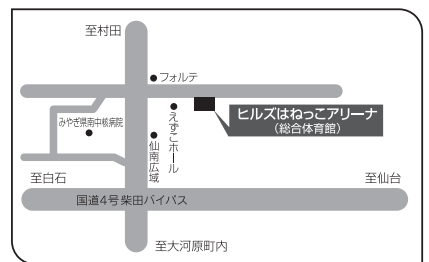 至村田
フォルテ
ヒルズはねっこアリーナ
（総合体育館）
みやぎ県南中核病院
えずこホール
仙南広域
至白石
至仙台
国道4号柴田バイパス
至大河原町内